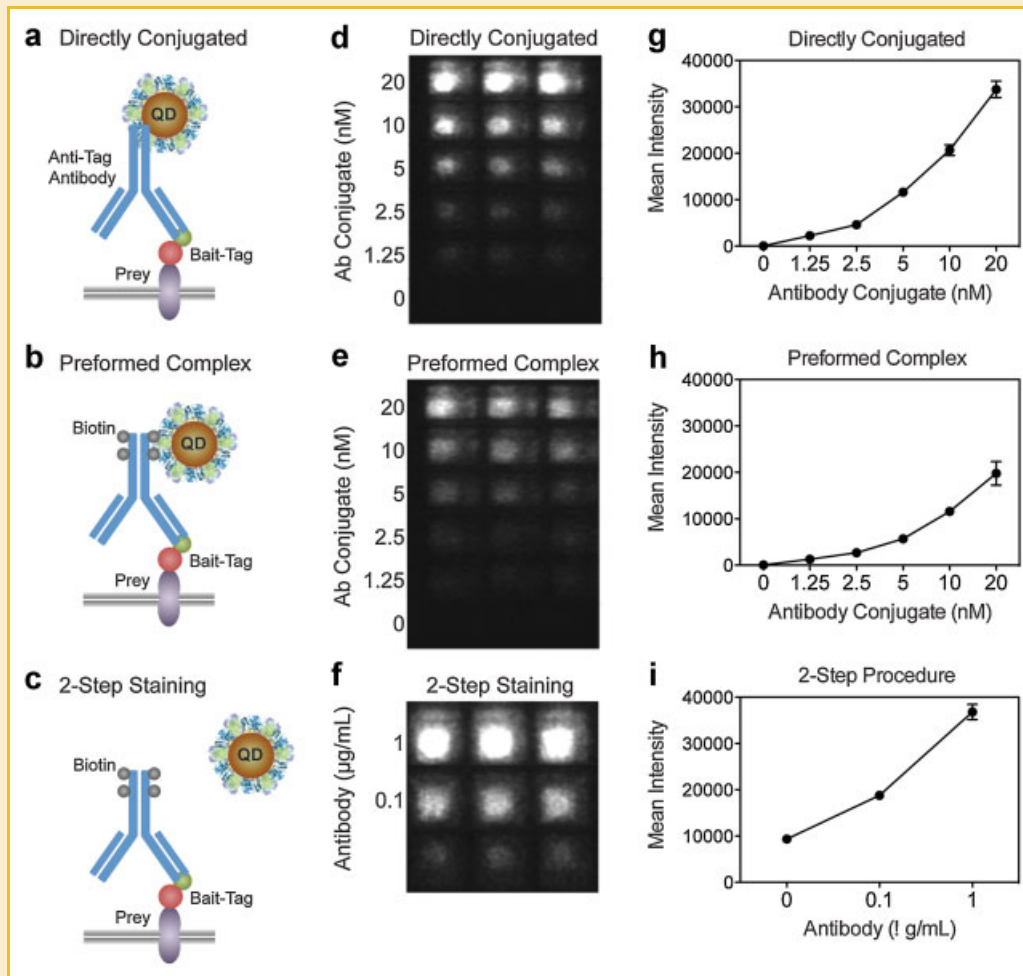 a Directly Conjugated
QD
Anti-Tag
Antibody
Bait-Tag
Prey
b Preformed Complex
Biotin
QD
Bait-Tag
Prey
c 2-Step Staining
QD
Biotin
Bait-Tag
Prey
d Directly Conjugated
Ab Conjugate (nM)
20
10
5
2.5
1.25
0
e Preformed Complex
Ab Conjugate (nM)
20
10
5
2.5
1.25
0
f 2-Step Staining
Antibody (µg/mL)
1
0.1
g Directly Conjugated
Mean Intensity
40000
30000
20000
10000
0
0 1.25 2.5 5 10 20
Antibody Conjugate (nM)
h Preformed Complex
Mean Intensity
40000
30000
20000
10000
0
0 1.25 2.5 5 10 20
Antibody Conjugate (nM)
i 2-Step Procedure
Mean Intensity
40000
30000
20000
10000
0
0 0.1 1
Antibody (! g/mL)